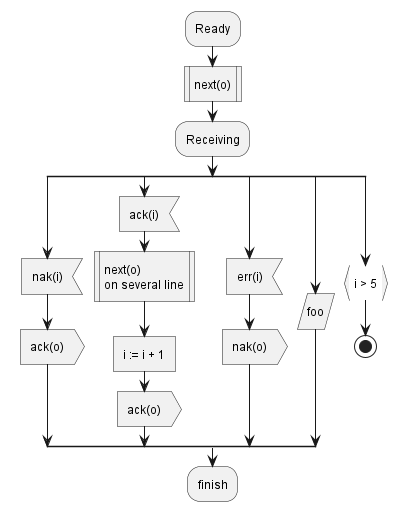 Ready
next(o)
Receiving
nak(i)
ack(o)
ack(i)
next(o)
on several line
i := i + 1
ack(o)
err(i)
nak(o)
foo
i > 5
finish